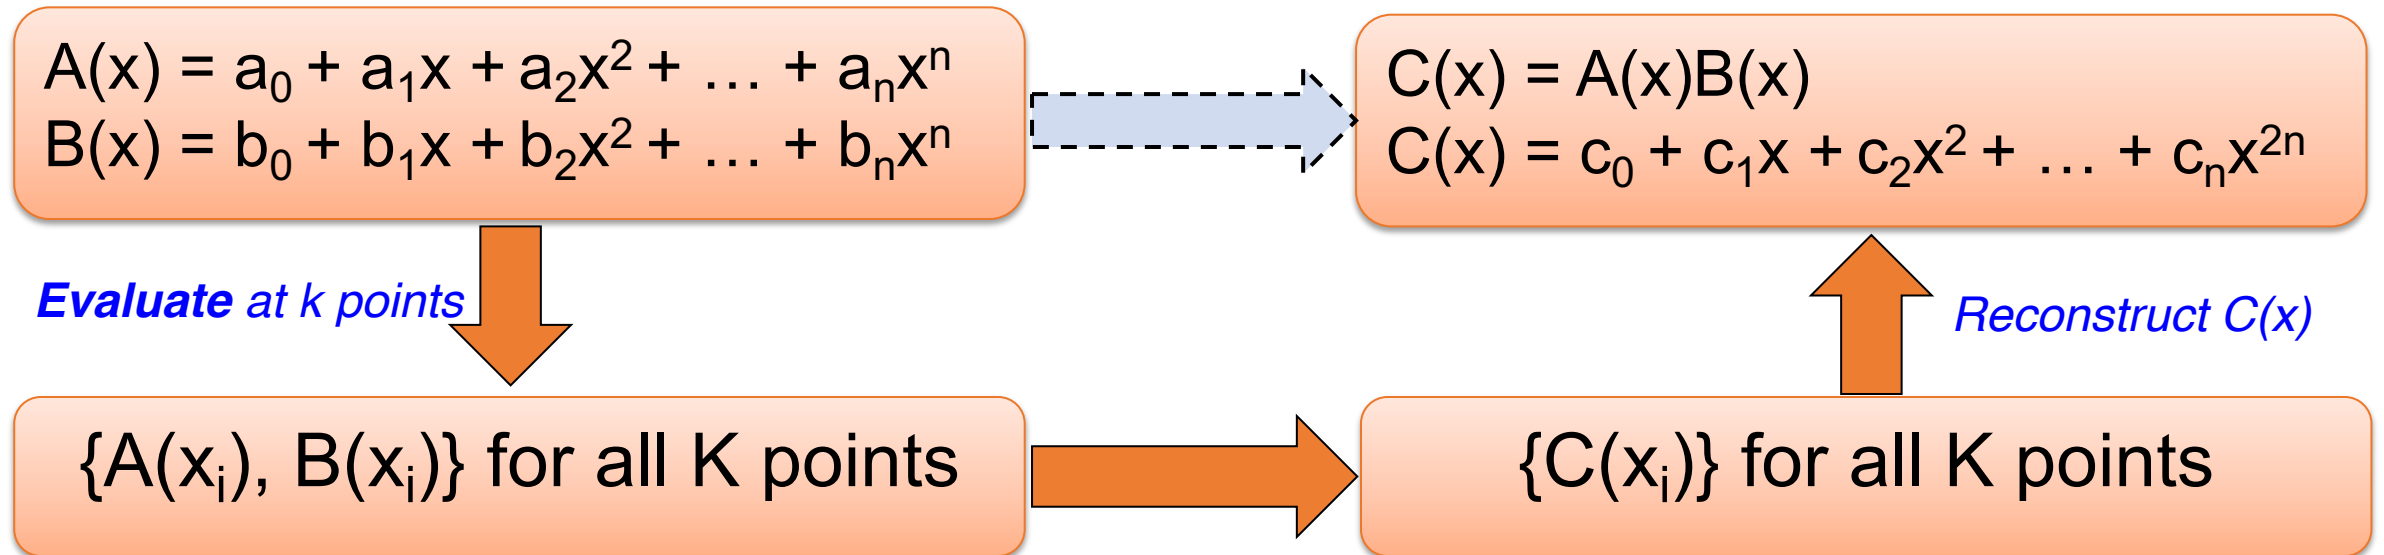 A(x) = a₀ + a₁x + a₂x² + … + aₙxⁿ
B(x) = b₀ + b₁x + b₂x² + … + bₙxⁿ
C(x) = A(x)B(x)
C(x) = c₀ + c₁x + c₂x² + … + cₙx²ⁿ
Evaluate at k points
Reconstruct C(x)
{A(xᵢ), B(xᵢ)} for all K points
{C(xᵢ)} for all K points